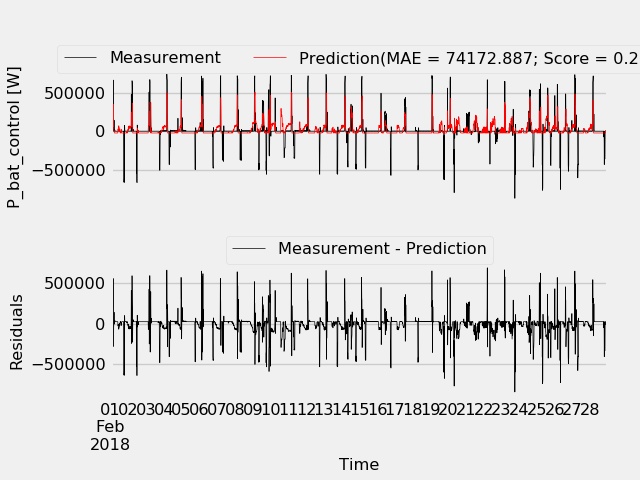 Measurement Prediction(MAE = 74172.887; Score = 0.2
P_bat_control [W]
500000
0
−500000
Measurement - Prediction
Residuals
500000
0
−500000
01020304050607080910111213141516171819202122232425262728
Feb
2018
Time